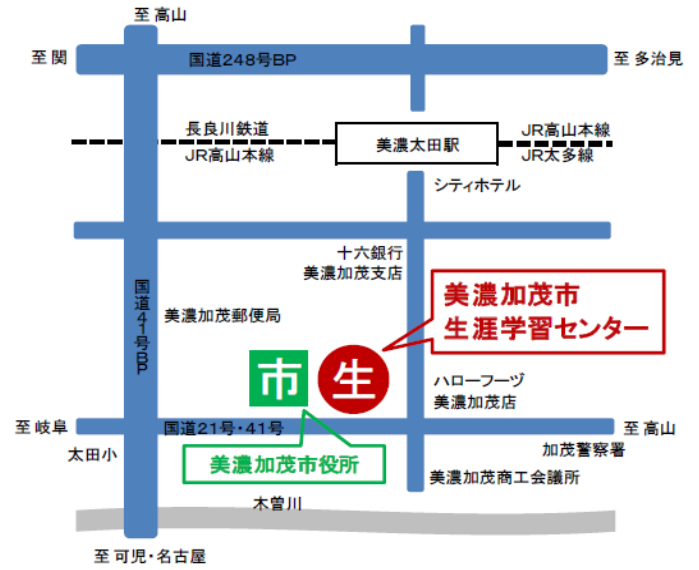 至 高山
至 関
国道248号BP
至 多治見
長良川鉄道
JR高山本線
美濃太田駅
JR高山本線
JR太多線
シティホテル
十六銀行
美濃加茂支店
国道41号BP
美濃加茂郵便局
美濃加茂市
生涯学習センター
市
生
ハローフーヅ
美濃加茂店
至 岐阜
国道21号・41号
至 高山
太田小
美濃加茂市役所
加茂警察署
美濃加茂商工会議所
木曽川
至 可児・名古屋